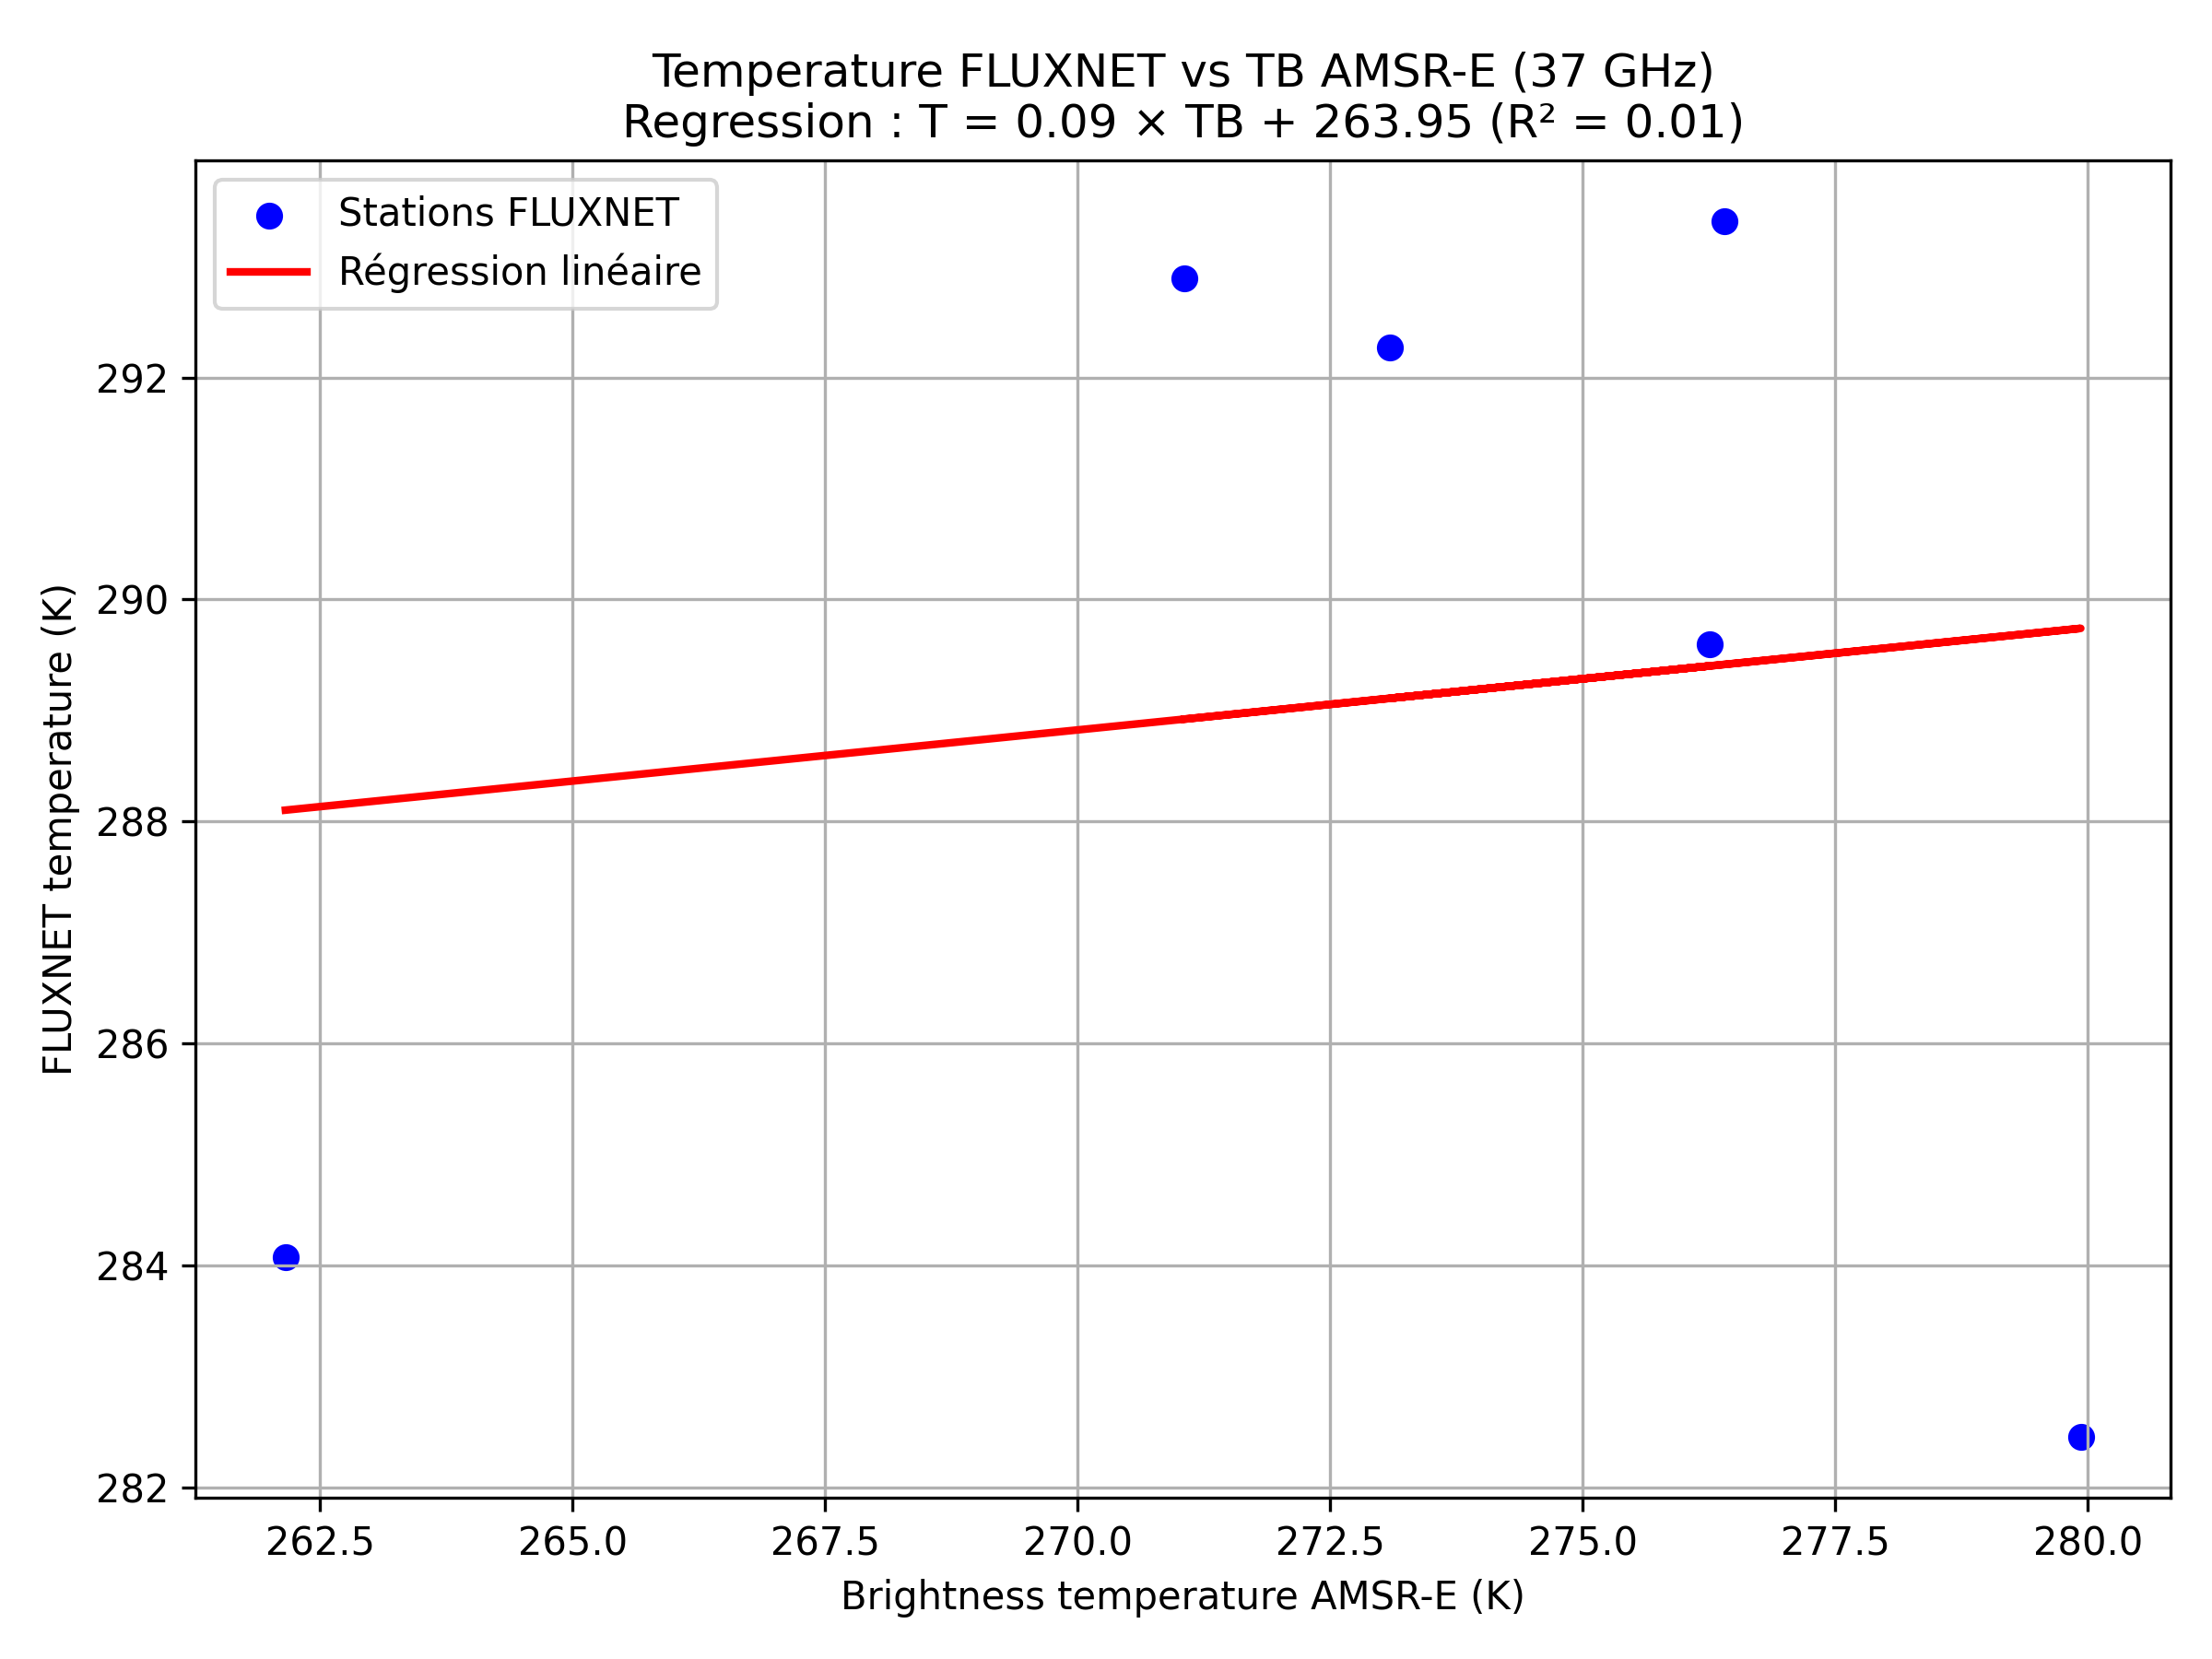 Temperature FLUXNET vs TB AMSR-E (37 GHz)
Regression : T = 0.09 × TB + 263.95 (R² = 0.01)
Stations FLUXNET
Régression linéaire
FLUXNET temperature (K)
292
290
288
286
284
282
262.5 265.0 267.5 270.0 272.5 275.0 277.5 280.0
Brightness temperature AMSR-E (K)